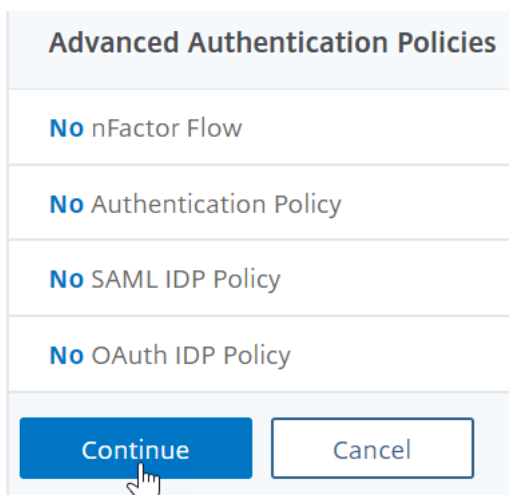 Advanced Authentication Policies
No nFactor Flow
No Authentication Policy
No SAML IDP Policy
No OAuth IDP Policy
Continue Cancel